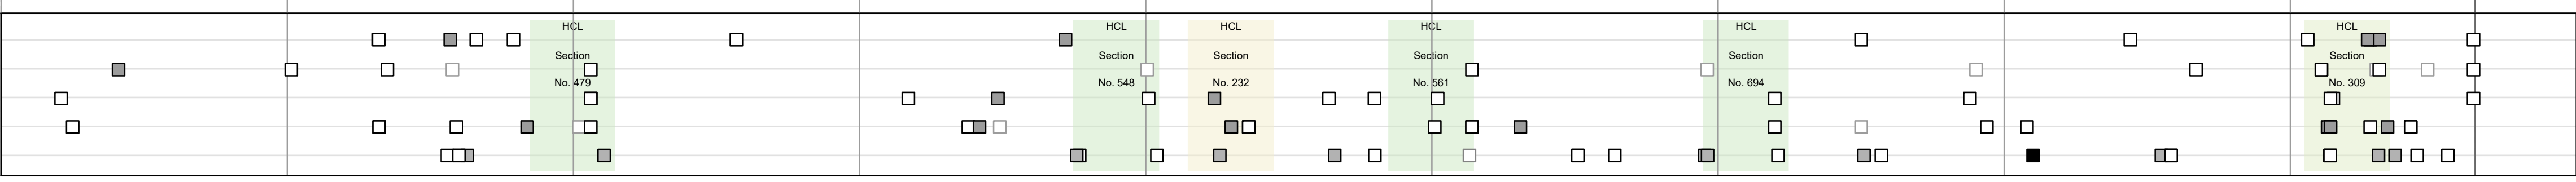 HCL
Section
No. 479
HCL
Section
No. 548
HCL
Section
No. 232
HCL
Section
No. 561
HCL
Section
No. 694
HCL
Section
No. 309